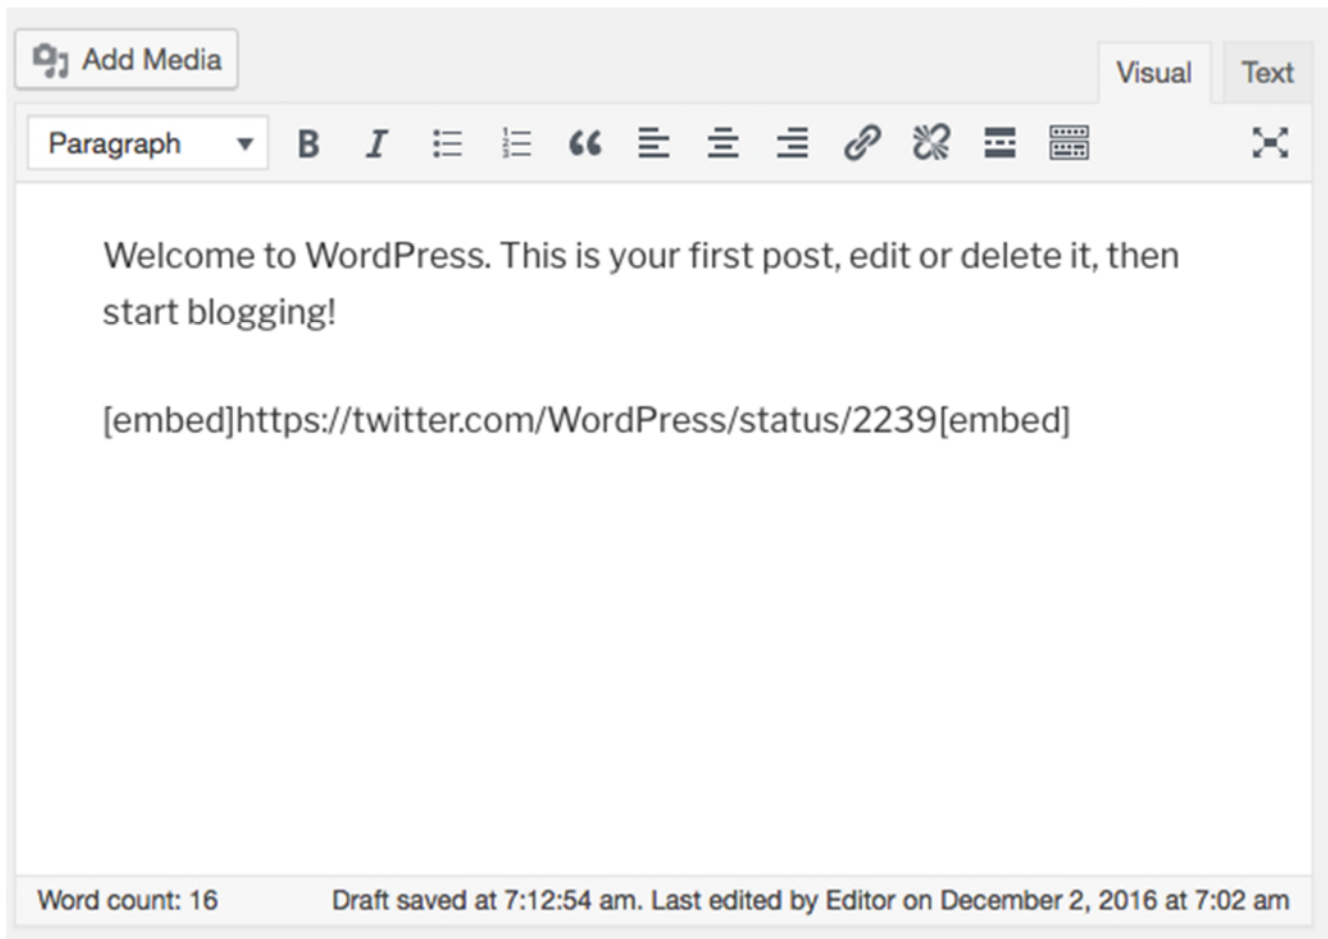 Add Media
Visual
Text
Paragraph
Welcome to WordPress. This is your first post, edit or delete it, then
start blogging!
[embed]https://twitter.com/WordPress/status/2239[embed]
Word count: 16
Draft saved at 7:12:54 am. Last edited by Editor on December 2, 2016 at 7:02 am